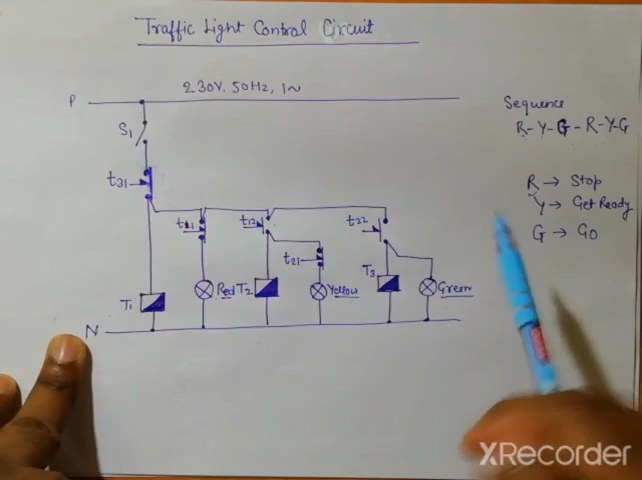 Traffic Light Control Circuit
230V, 50Hz, 1~
P
Sequence
R-Y-G-R-Y-G
S1
t31
R → Stop
Y → Get Ready
G → Go
t11
t12
t22
t21
T1
Red
T2
Yellow
T3
Green
N
XRecorder